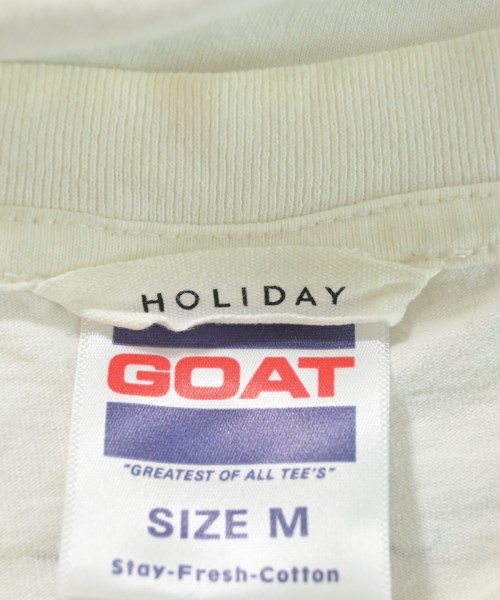 HOLIDAY
GOAT
"GREATEST OF ALL TEE'S"
SIZE M
Stay-Fresh-Cotton